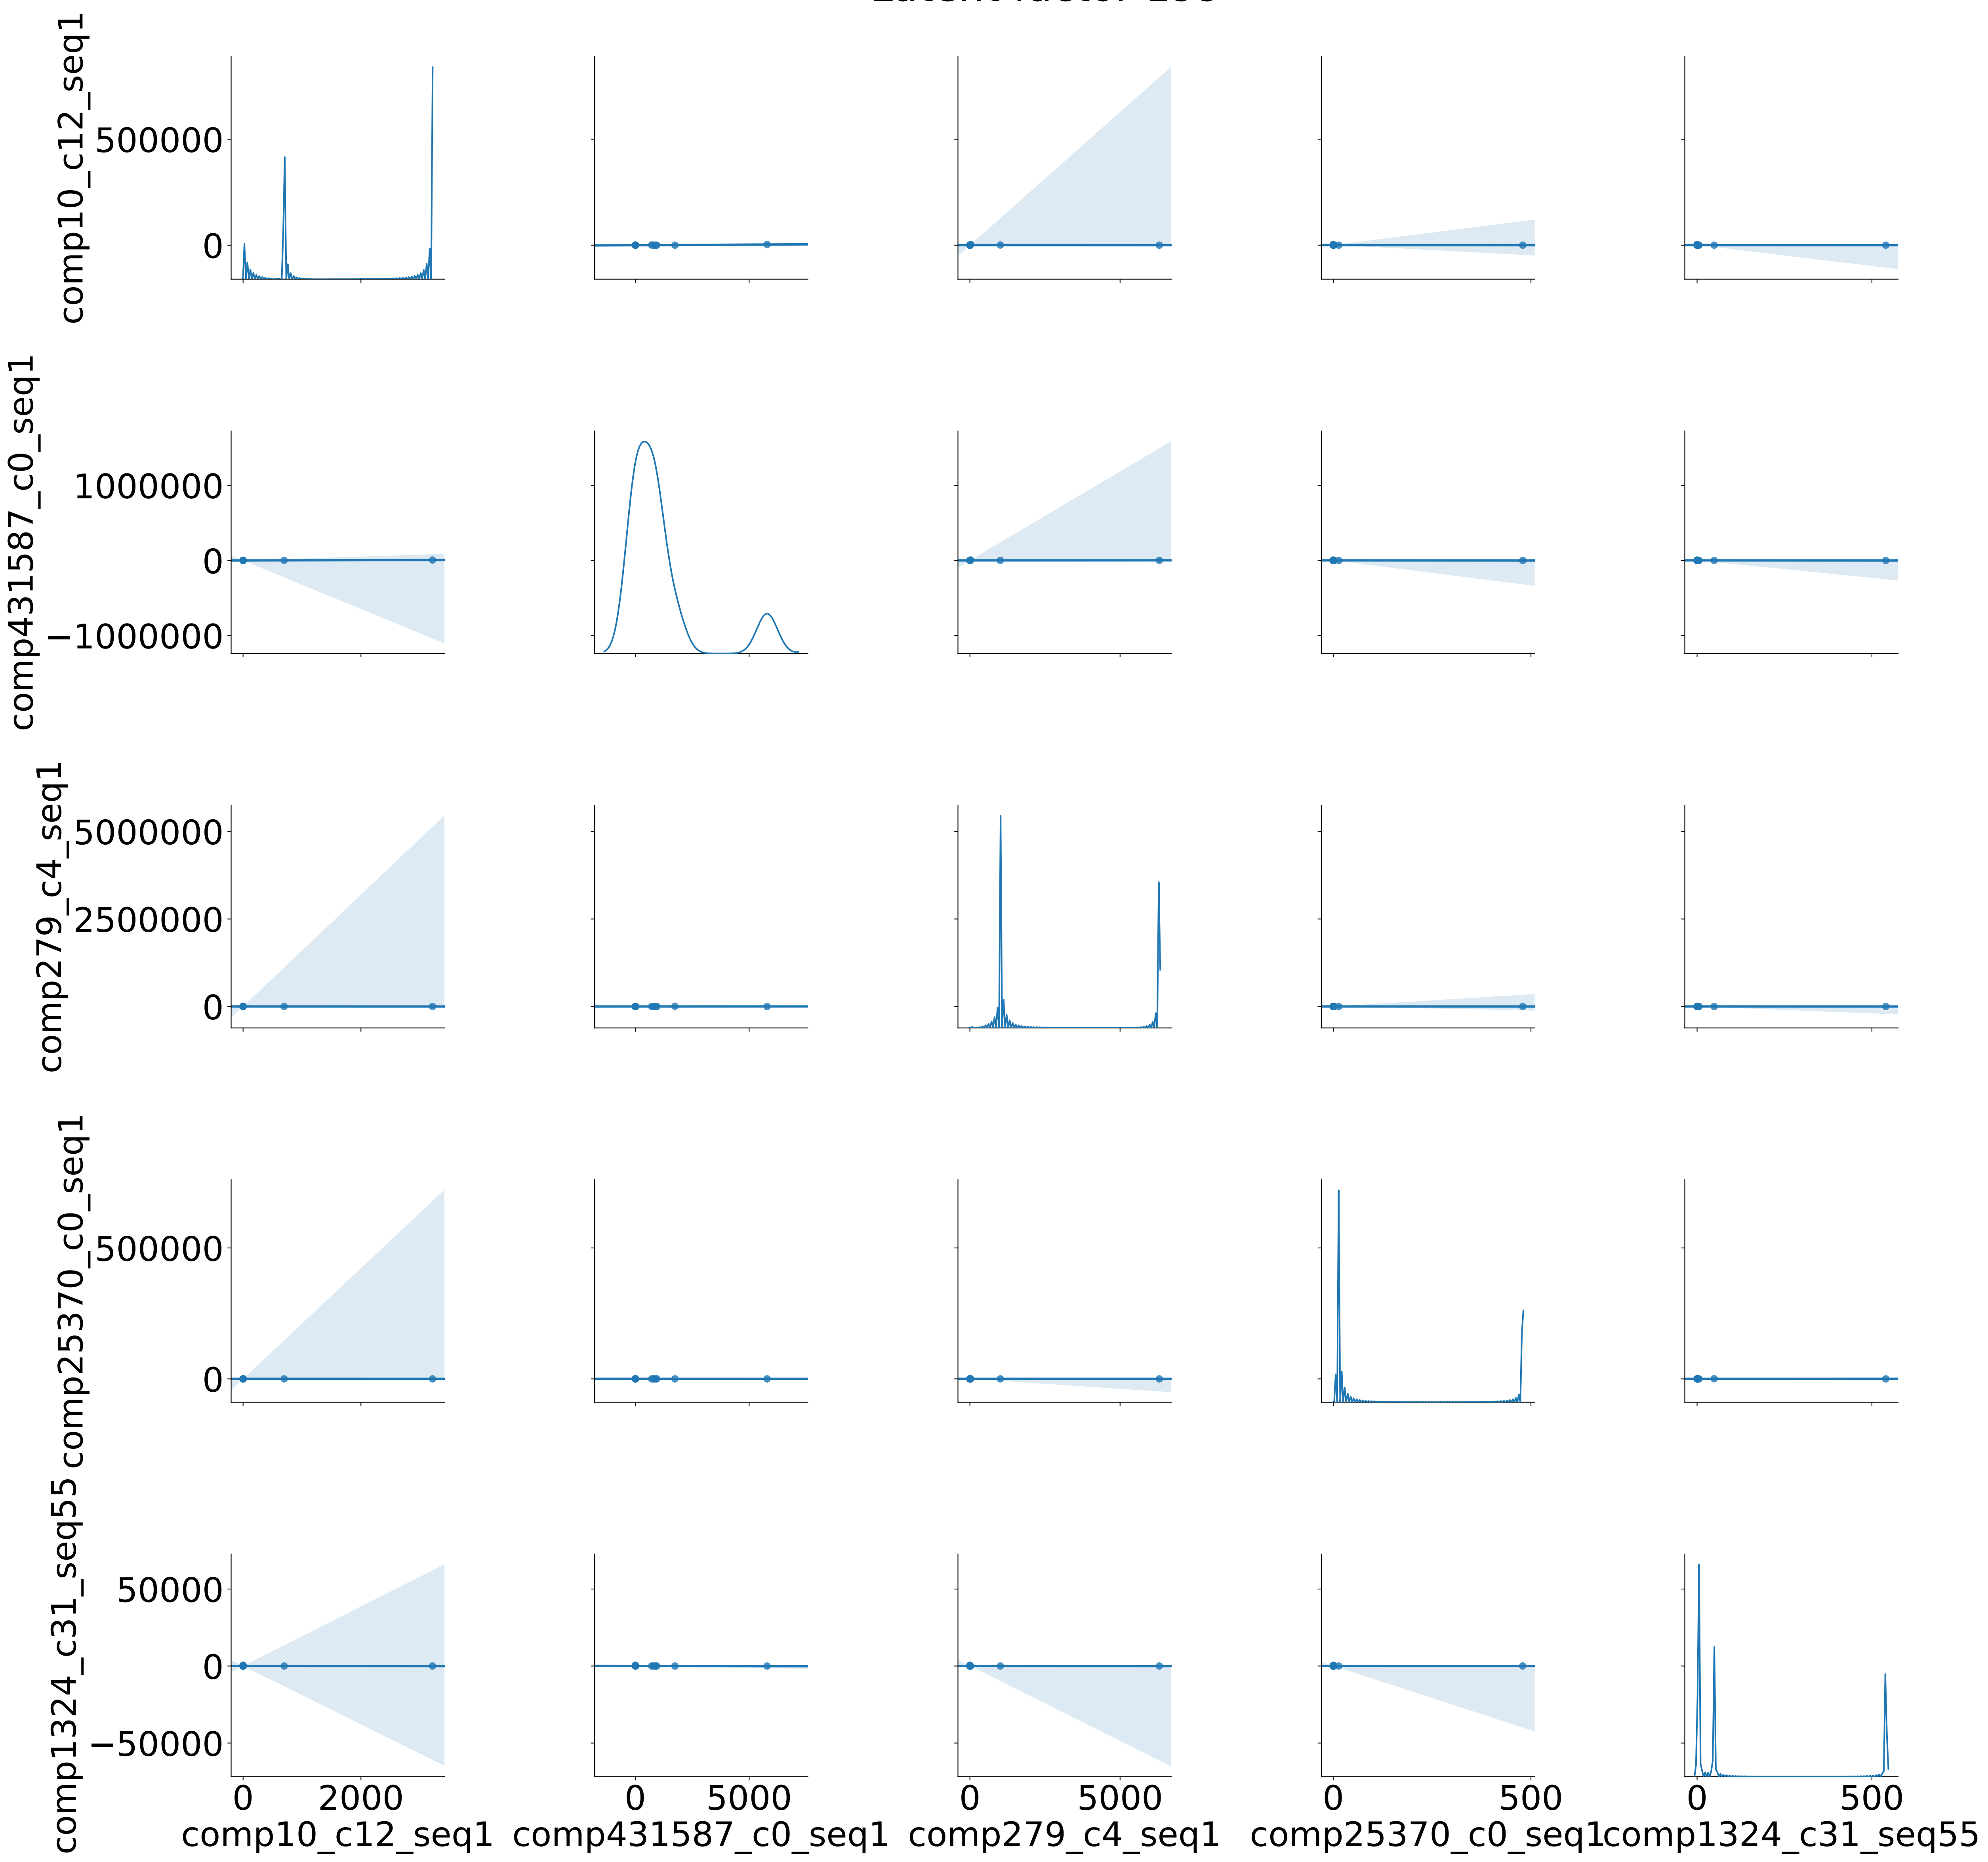 comp10_c12_seq1
500000
0
comp431587_c0_seq1
1000000
0
−1000000
comp279_c4_seq1
5000000
2500000
0
comp25370_c0_seq1
500000
0
comp1324_c31_seq55
50000
0
−50000
0 2000 0 5000 0 5000 0 500 0 500
comp10_c12_seq1 comp431587_c0_seq1 comp279_c4_seq1 comp25370_c0_seq1 comp1324_c31_seq55